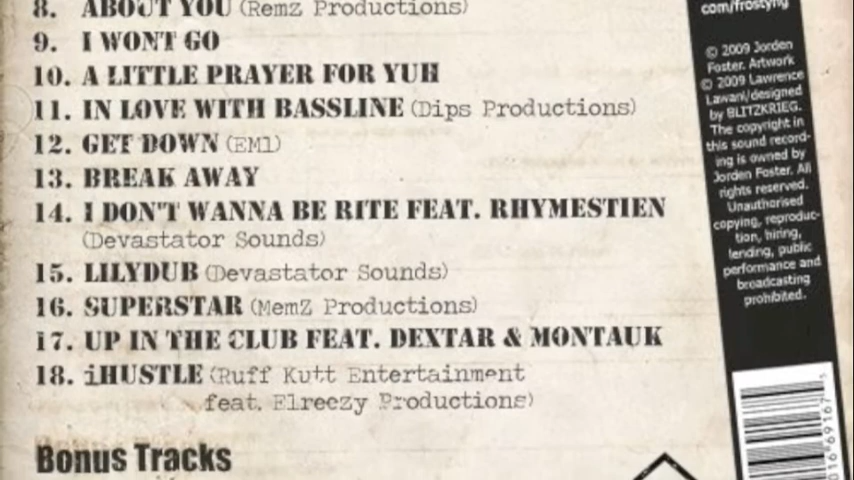 8. ABOUT YOU (Remz Productions)
9. I WONT GO
10. A LITTLE PRAYER FOR YUH
11. IN LOVE WITH BASSLINE (Dips Productions)
12. GET DOWN (EM1)
13. BREAK AWAY
14. I DON'T WANNA BE RITE FEAT. RHYMESTIEN
(Devastator Sounds)
15. LILYDUB (Devastator Sounds)
16. SUPERSTAR (MemZ Productions)
17. UP IN THE CLUB FEAT. DEXTAR & MONTAUK
18. iHUSTLE (Ruff Kutt Entertainment
feat. Elreezy Productions)
Bonus Tracks
© 2009 Jorden
Foster. Artwork
© 2009 Lawrence
Lawani/designed
by BLITZKRIEG.
The copyright in
this sound record-
ing is owned by
Jorden Foster. All
rights reserved.
Unauthorised
copying, reproduc-
tion, hiring,
lending, public
performance and
broadcasting
prohibited.